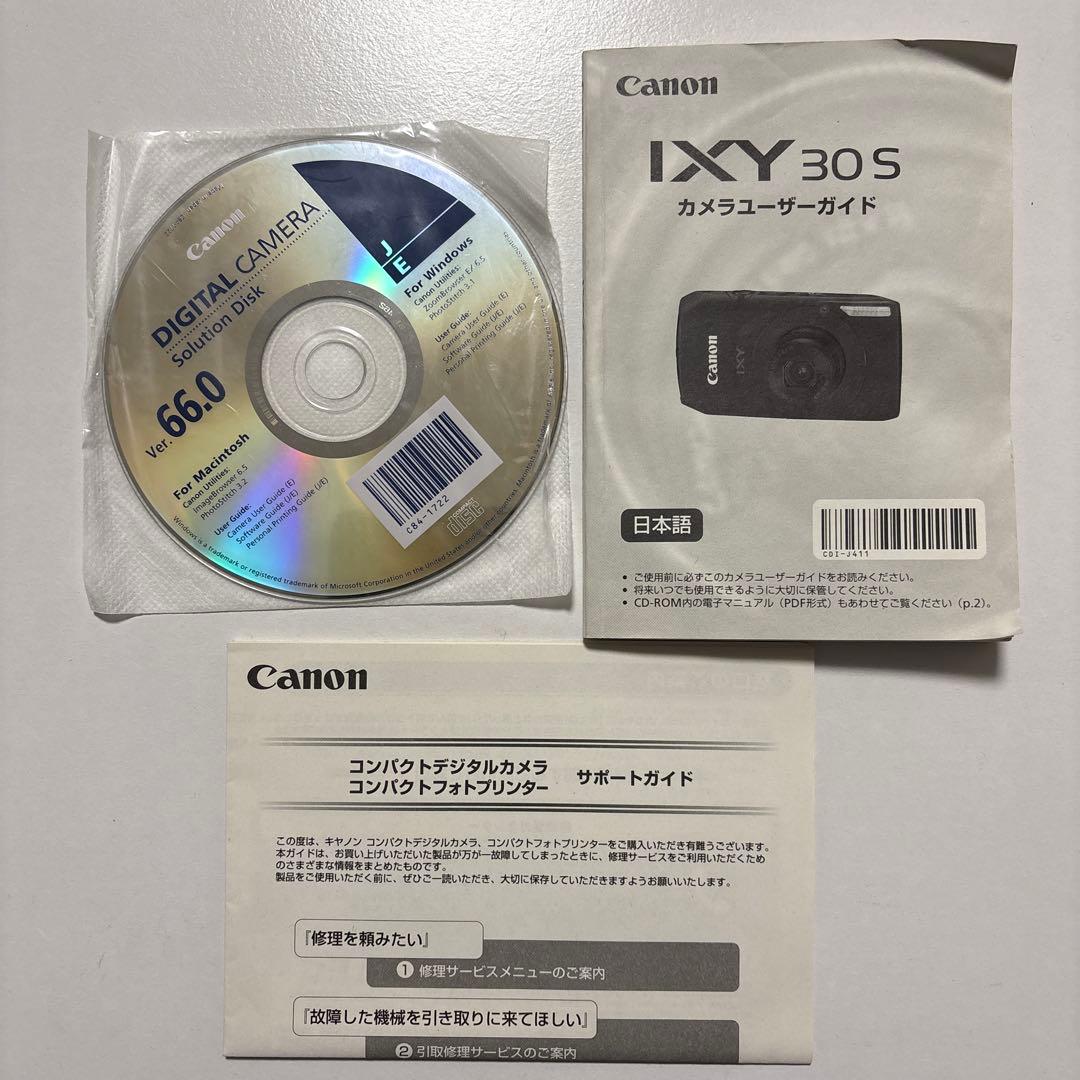 Canon
DIGITAL CAMERA
Solution Disk
Ver. 66.0
J
E
For Windows
Canon Utilities:
ZoomBrowser EX 6.5
PhotoStitch 3.1
User Guide:
Camera User Guide (E)
Software Guide (J/E)
Personal Printing Guide (J/E)
For Macintosh
Canon Utilities:
ImageBrowser 6.5
PhotoStitch 3.2
User Guide:
Camera User Guide (E)
Software Guide (J/E)
Personal Printing Guide (J/E)
C84-1722
COMPACT
disc
Windows is a trademark or registered trademark of Microsoft Corporation in the United States and/or other countries. Macintosh is a trademark of
Canon
IXY 30 S
カメラユーザーガイド
Canon
IXY
日本語
CDI-J411
• ご使用前に必ずこのカメラユーザーガイドをお読みください。
• 将来いつでも使用できるように大切に保管してください。
• CD-ROM内の電子マニュアル（PDF形式）もあわせてご覧ください（p.2）。
Canon
コンパクトデジタルカメラ
コンパクトフォトプリンター
サポートガイド
この度は、キヤノン コンパクトデジタルカメラ、コンパクトフォトプリンターをご購入いただき有難うございます。
本ガイドは、お買い上げいただいた製品が万が一故障してしまったときに、修理サービスをご利用いただくため
のさまざまな情報をまとめたものです。
製品をご使用いただく前に、ぜひご一読いただき、大切に保存していただきますようお願いいたします。
『修理を頼みたい』
① 修理サービスメニューのご案内
『故障した機械を引き取りに来てほしい』
② 引取修理サービスのご案内